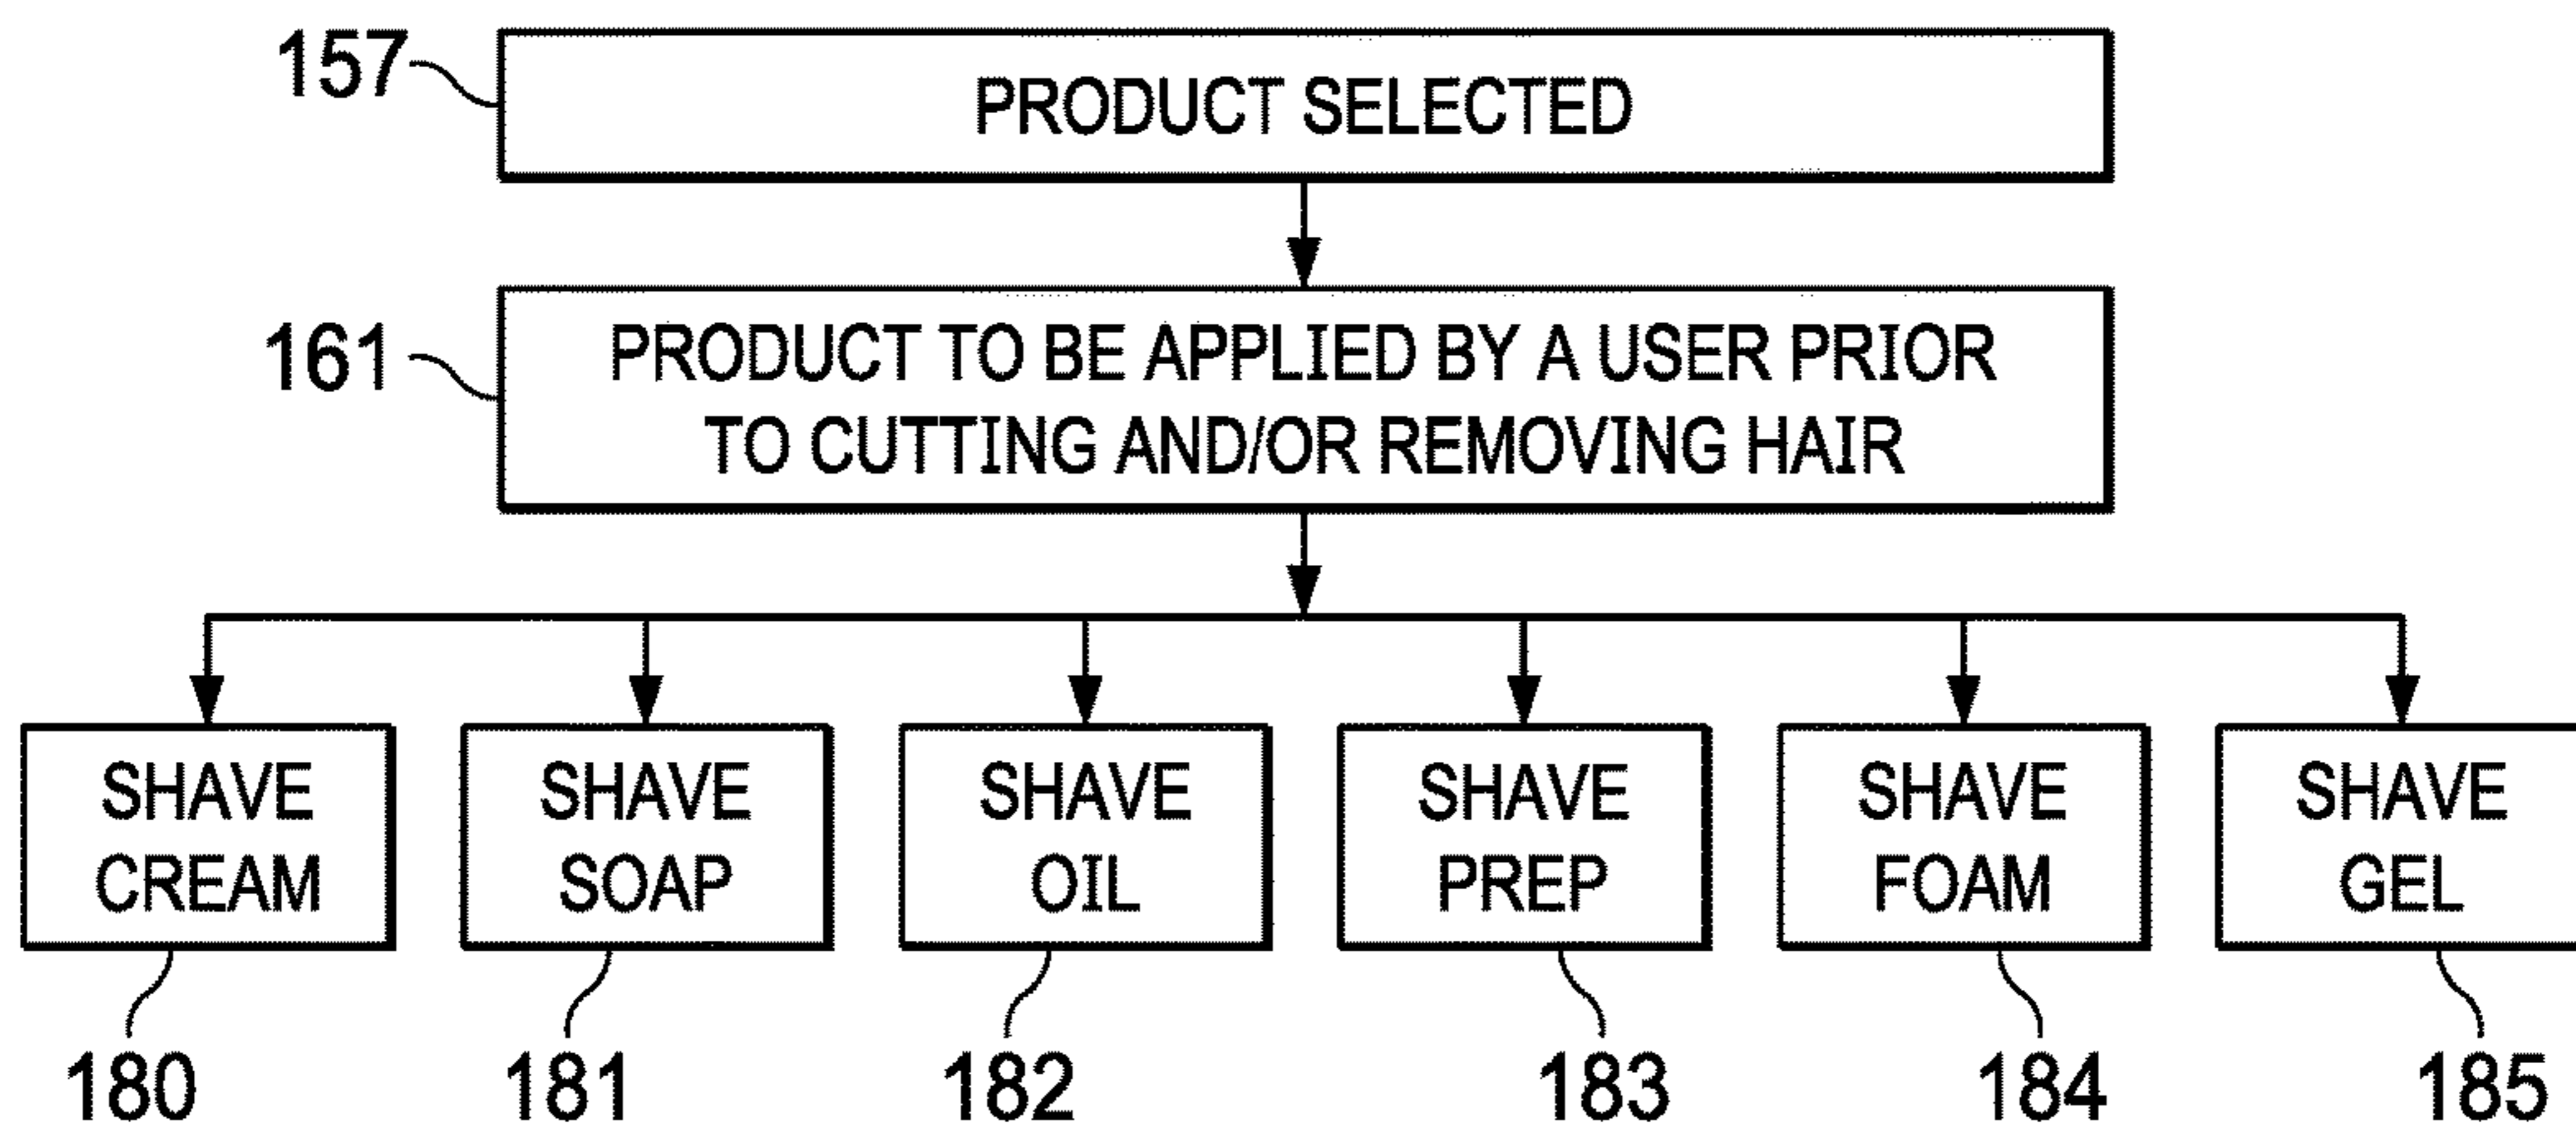 157
PRODUCT SELECTED
161
PRODUCT TO BE APPLIED BY A USER PRIOR
TO CUTTING AND/OR REMOVING HAIR
SHAVE
CREAM
SHAVE
SOAP
SHAVE
OIL
SHAVE
PREP
SHAVE
FOAM
SHAVE
GEL
180
181
182
183
184
185